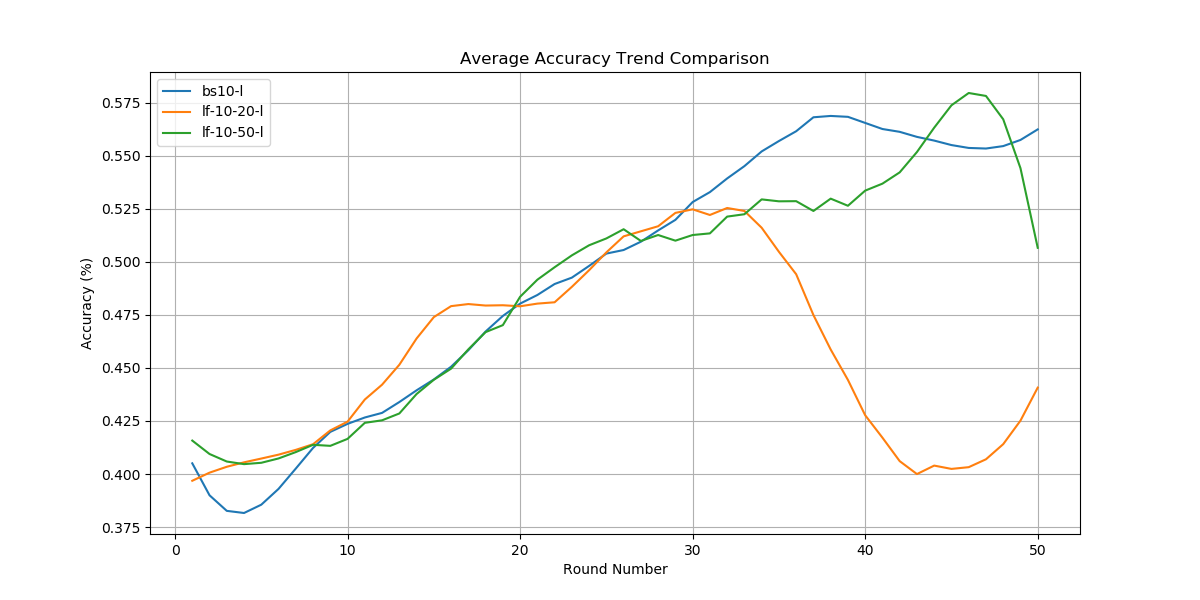 Average Accuracy Trend Comparison
bs10-l
lf-10-20-l
lf-10-50-l
Accuracy (%)
0.575
0.550
0.525
0.500
0.475
0.450
0.425
0.400
0.375
0 10 20 30 40 50
Round Number